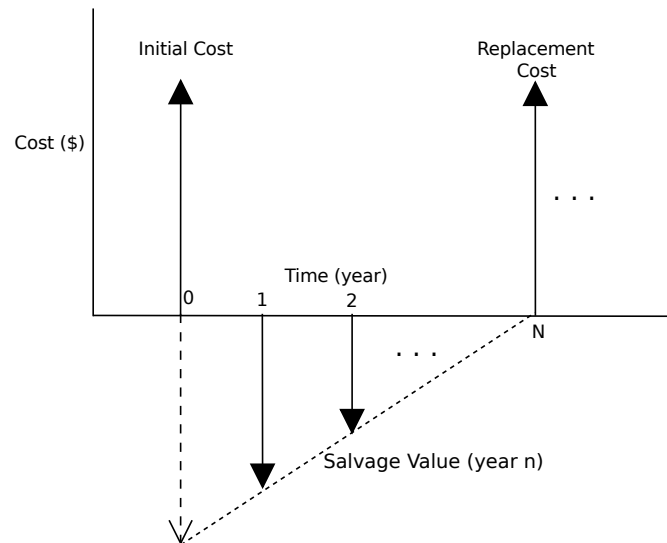 Initial Cost
Replacement
Cost
Cost ($)
Time (year)
0
1
2
. . .
N
. . .
Salvage Value (year n)